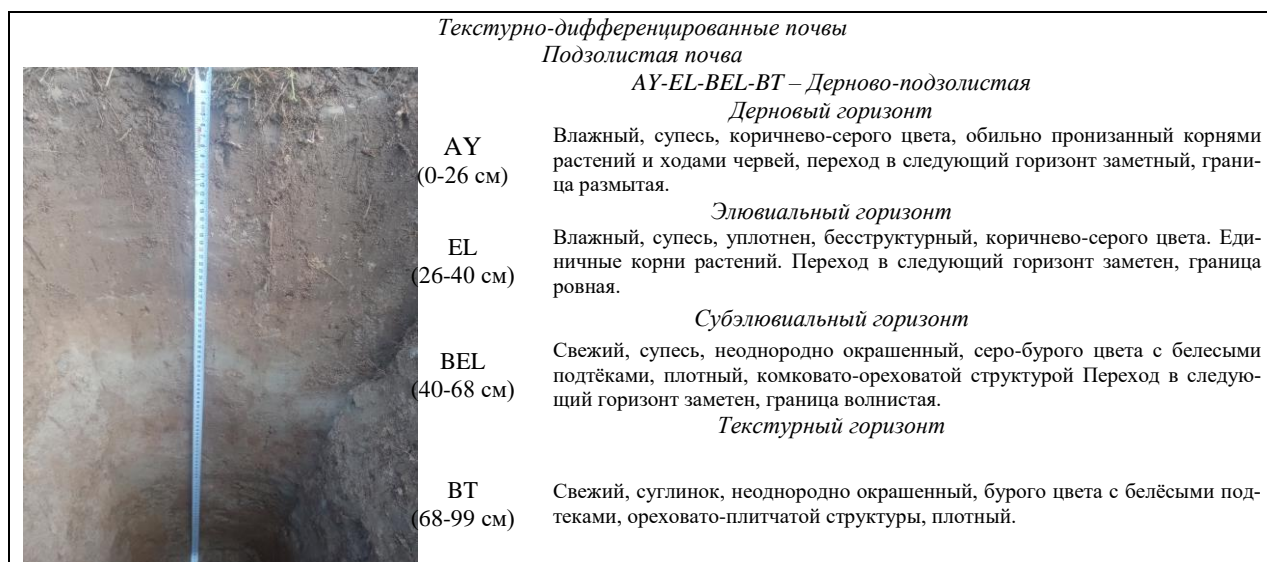 Текстурно-дифференцированные почвы
Подзолистая почва
AY-EL-BEL-BT – Дерново-подзолистая
Дерновый горизонт
AY
(0-26 см)
Влажный, супесь, коричнево-серого цвета, обильно пронизанный корнями
растений и ходами червей, переход в следующий горизонт заметный, грани-
ца размытая.
Элювиальный горизонт
EL
(26-40 см)
Влажный, супесь, уплотнен, бесструктурный, коричнево-серого цвета. Еди-
ничные корни растений. Переход в следующий горизонт заметен, граница
ровная.
Субэлювиальный горизонт
BEL
(40-68 см)
Свежий, супесь, неоднородно окрашенный, серо-бурого цвета с белесыми
подтёками, плотный, комковато-ореховатой структурой Переход в следую-
щий горизонт заметен, граница волнистая.
Текстурный горизонт
BT
(68-99 см)
Свежий, суглинок, неоднородно окрашенный, бурого цвета с белёсыми под-
теками, ореховато-плитчатой структуры, плотный.